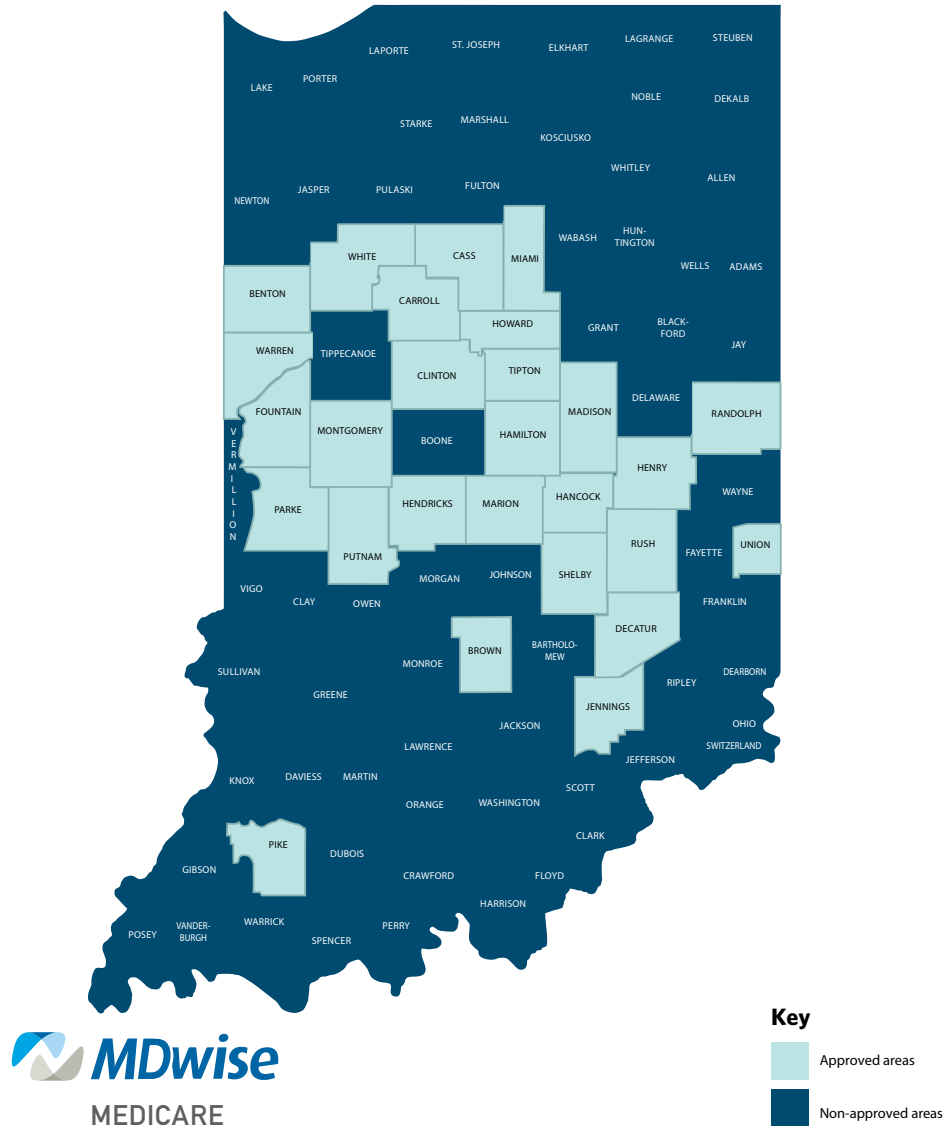 LAPORTE
ST. JOSEPH
ELKHART
LAGRANGE
STEUBEN
LAKE
PORTER
NOBLE
DEKALB
STARKE
MARSHALL
KOSCIUSKO
WHITLEY
ALLEN
NEWTON
JASPER
PULASKI
FULTON
WABASH
HUN-
TINGTON
WHITE
CASS
MIAMI
WELLS
ADAMS
BENTON
CARROLL
HOWARD
GRANT
BLACK-
FORD
JAY
WARREN
TIPPECANOE
CLINTON
TIPTON
FOUNTAIN
MONTGOMERY
BOONE
HAMILTON
MADISON
DELAWARE
RANDOLPH
VERMILLION
PARKE
HENDRICKS
MARION
HANCOCK
HENRY
WAYNE
PUTNAM
MORGAN
JOHNSON
SHELBY
RUSH
FAYETTE
UNION
VIGO
CLAY
OWEN
FRANKLIN
DECATUR
SULLIVAN
MONROE
BROWN
BARTHOLO-
MEW
GREENE
JENNINGS
RIPLEY
DEARBORN
JACKSON
OHIO
LAWRENCE
JEFFERSON
SWITZERLAND
KNOX
DAVIESS
MARTIN
ORANGE
WASHINGTON
SCOTT
PIKE
DUBOIS
CLARK
GIBSON
CRAWFORD
FLOYD
HARRISON
POSEY
VANDER-
BURGH
WARRICK
SPENCER
PERRY
MDwise
MEDICARE
Key
Approved areas
Non-approved areas